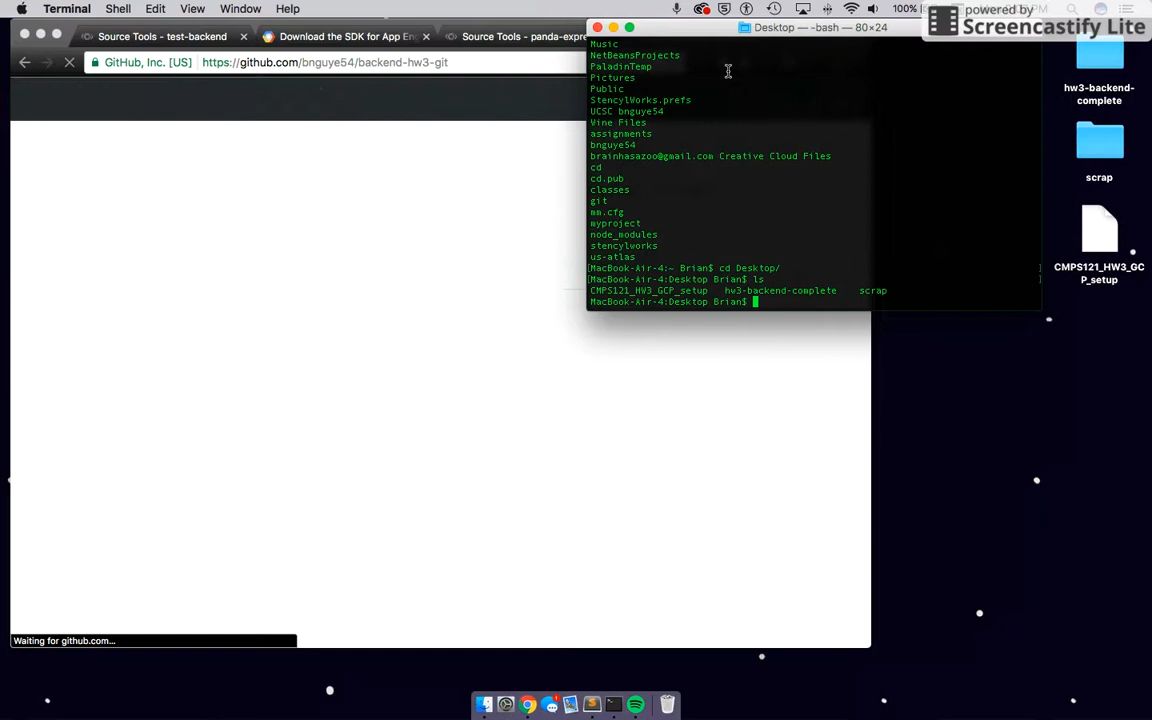 Terminal Shell Edit View Window Help 100%
powered by
Screencastify Lite
Source Tools - test-backend × Download the SDK for App Eng × Source Tools - panda-expre
GitHub, Inc. [US] https://github.com/bnguye54/backend-hw3-git
Desktop — -bash — 80×24
Music
NetBeansProjects
PaladinTemp
Pictures
Public
StencylWorks.prefs
UCSC bnguye54
Wine Files
assignments
bnguye54
brainhasazoo@gmail.com Creative Cloud Files
cd
cd.pub
classes
git
mm.cfg
myproject
node_modules
stencylworks
us-atlas
[MacBook-Air-4:~ Brian$ cd Desktop/ ]
[MacBook-Air-4:Desktop Brian$ ls ]
CMPS121_HW3_GCP_setup hw3-backend-complete scrap
MacBook-Air-4:Desktop Brian$
hw3-backend-
complete
scrap
CMPS121_HW3_GC
P_setup
Waiting for github.com...